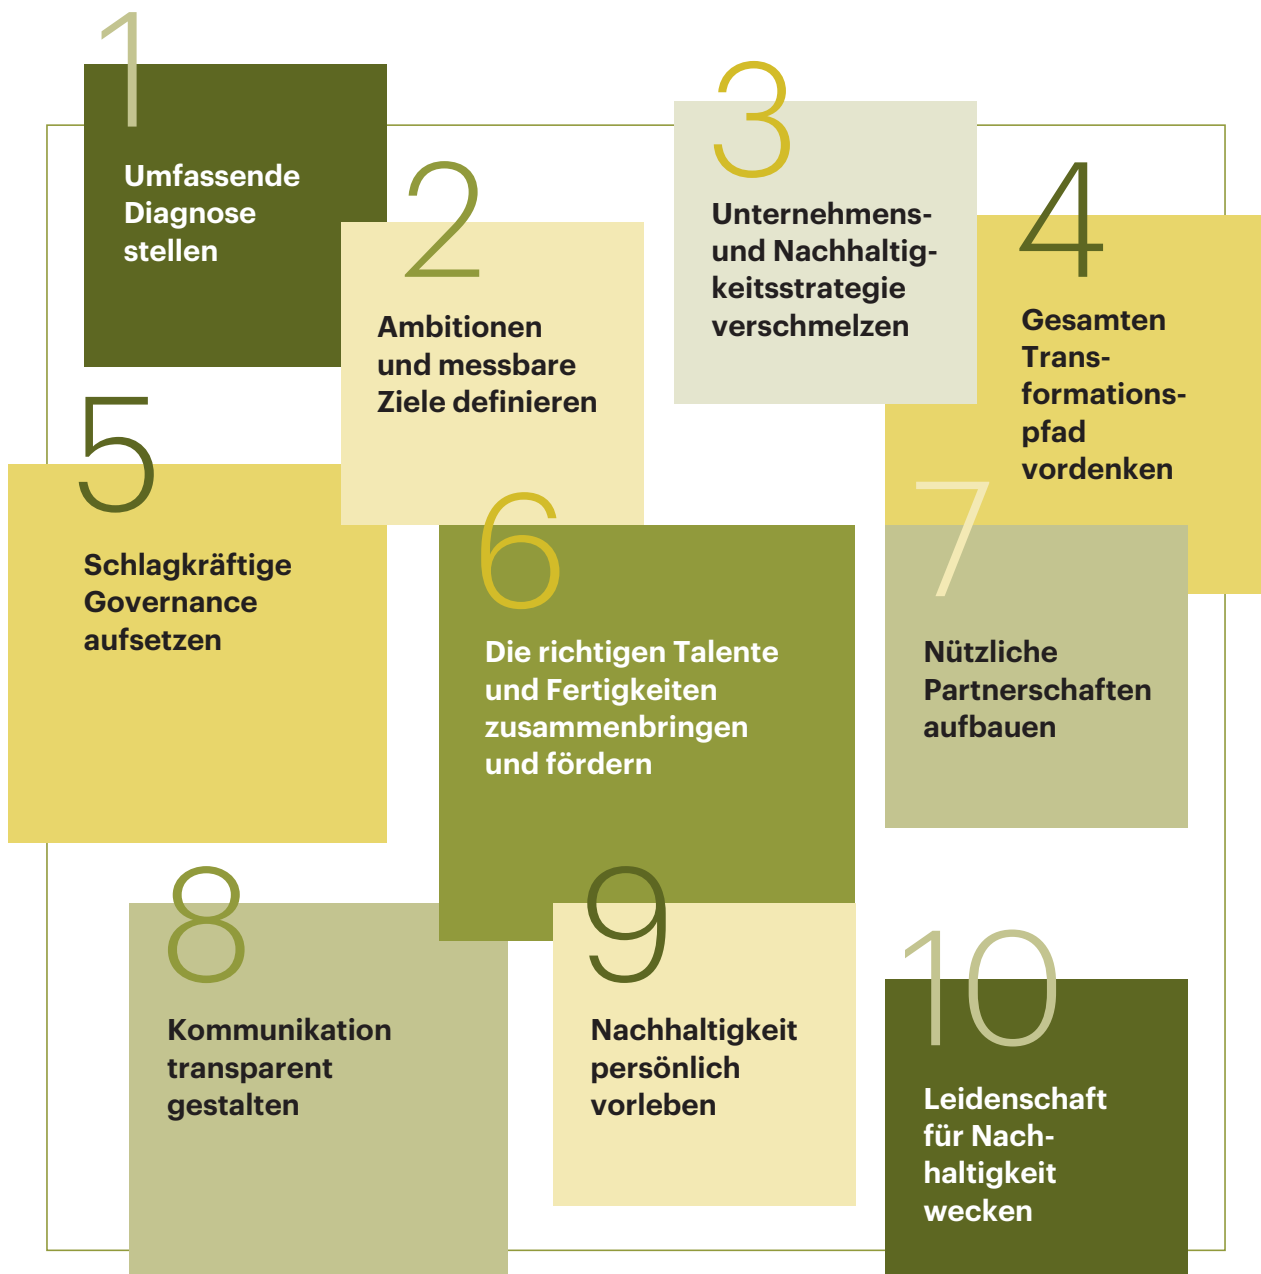 1
Umfassende
Diagnose
stellen
2
Ambitionen
und messbare
Ziele definieren
3
Unternehmens-
und Nachhaltig-
keitsstrategie
verschmelzen
4
Gesamten
Trans-
formations-
pfad
vordenken
5
Schlagkräftige
Governance
aufsetzen
6
Die richtigen Talente
und Fertigkeiten
zusammenbringen
und fördern
7
Nützliche
Partnerschaften
aufbauen
8
Kommunikation
transparent
gestalten
9
Nachhaltigkeit
persönlich
vorleben
10
Leidenschaft
für Nach-
haltigkeit
wecken